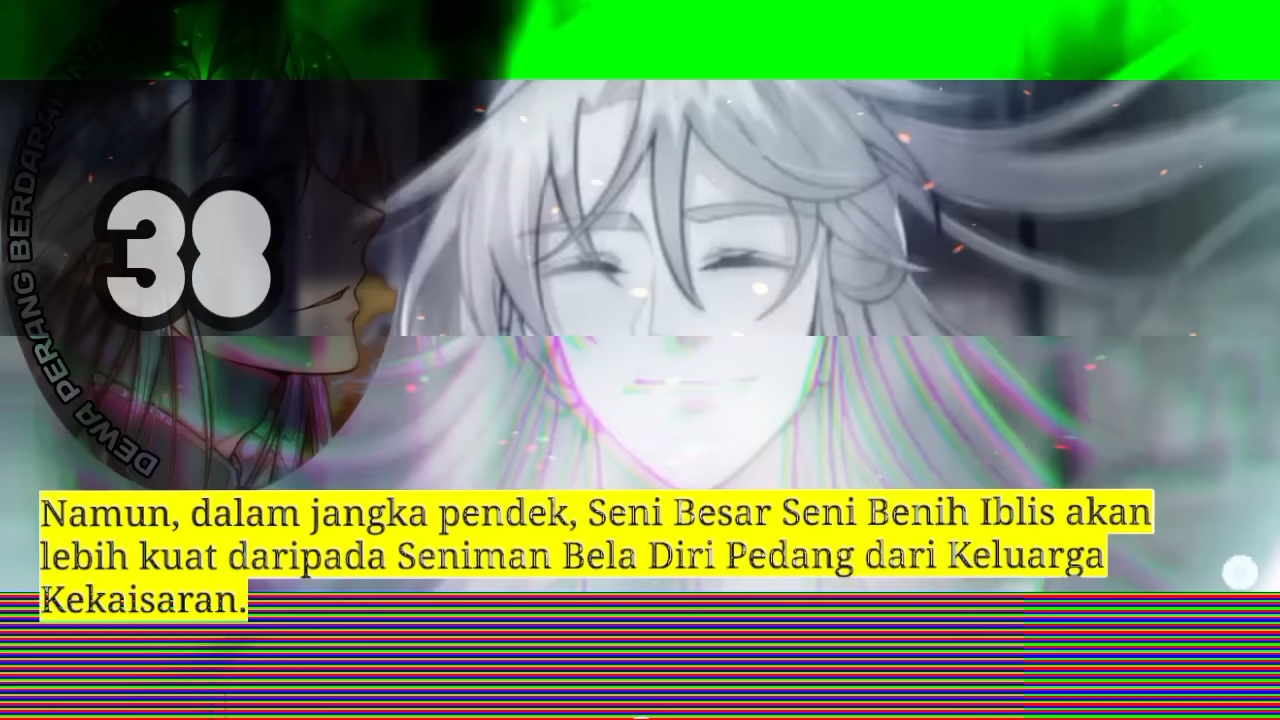 DEWA PERANG BERDARAH
38
Namun, dalam jangka pendek, Seni Besar Seni Benih Iblis akan
lebih kuat daripada Seniman Bela Diri Pedang dari Keluarga
Kekaisaran.